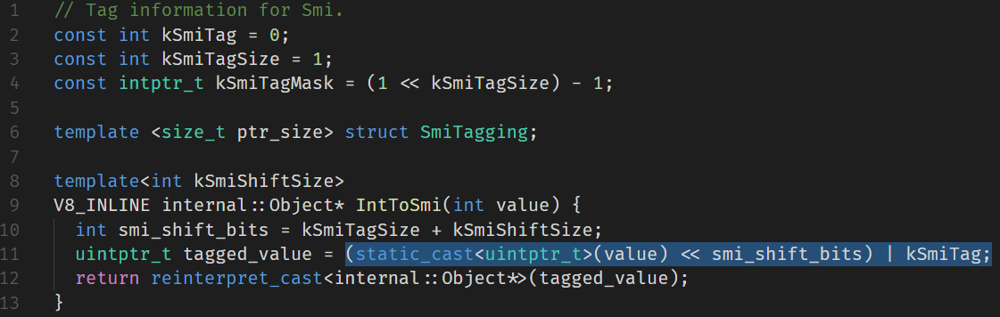 1 // Tag information for Smi.
2 const int kSmiTag = 0;
3 const int kSmiTagSize = 1;
4 const intptr_t kSmiTagMask = (1 << kSmiTagSize) - 1;
5
6 template <size_t ptr_size> struct SmiTagging;
7
8 template<int kSmiShiftSize>
9 V8_INLINE internal::Object* IntToSmi(int value) {
10   int smi_shift_bits = kSmiTagSize + kSmiShiftSize;
11   uintptr_t tagged_value = (static_cast<uintptr_t>(value) << smi_shift_bits) | kSmiTag;
12   return reinterpret_cast<internal::Object*>(tagged_value);
13 }